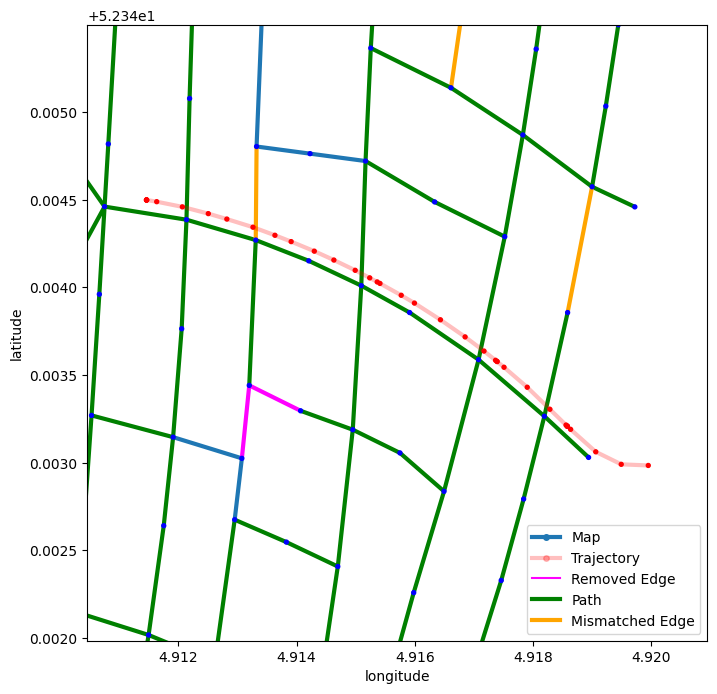 +5.234e1
0.0050
0.0045
0.0040
0.0035
0.0030
0.0025
0.0020
latitude
4.912 4.914 4.916 4.918 4.920
longitude
Map
Trajectory
Removed Edge
Path
Mismatched Edge